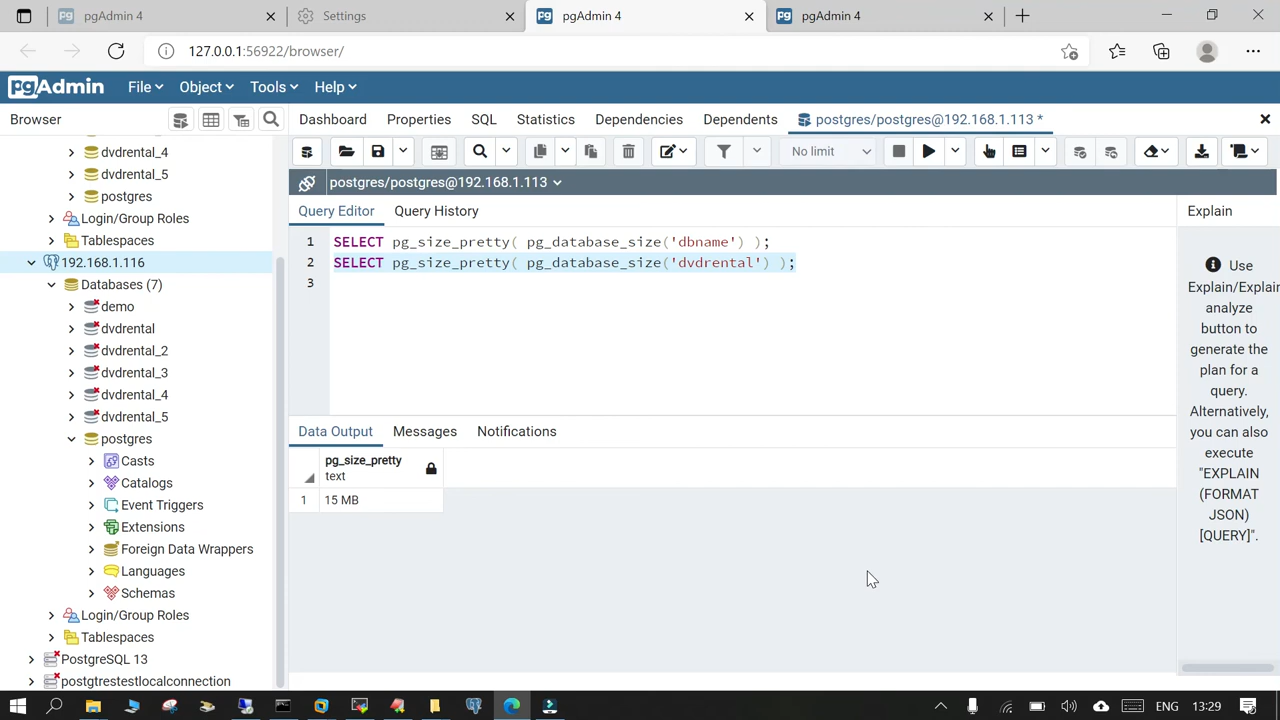 pgAdmin 4
Settings
pgAdmin 4
pgAdmin 4
127.0.0.1:56922/browser/
pgAdmin
File
Object
Tools
Help
Browser
Dashboard
Properties
SQL
Statistics
Dependencies
Dependents
postgres/postgres@192.168.1.113 *
No limit
postgres/postgres@192.168.1.113
Query Editor
Query History
Explain
1 SELECT pg_size_pretty( pg_database_size('dbname') );
2 SELECT pg_size_pretty( pg_database_size('dvdrental') );
3
Use
Explain/Explain
analyze
button to
generate the
plan for a
query.
Alternatively,
you can also
execute
"EXPLAIN
(FORMAT
JSON)
[QUERY]".
Data Output
Messages
Notifications
pg_size_pretty
text
1 15 MB
dvdrental_4
dvdrental_5
postgres
Login/Group Roles
Tablespaces
192.168.1.116
Databases (7)
demo
dvdrental
dvdrental_2
dvdrental_3
dvdrental_4
dvdrental_5
postgres
Casts
Catalogs
Event Triggers
Extensions
Foreign Data Wrappers
Languages
Schemas
Login/Group Roles
Tablespaces
PostgreSQL 13
postgtrestestlocalconnection
ENG
13:29